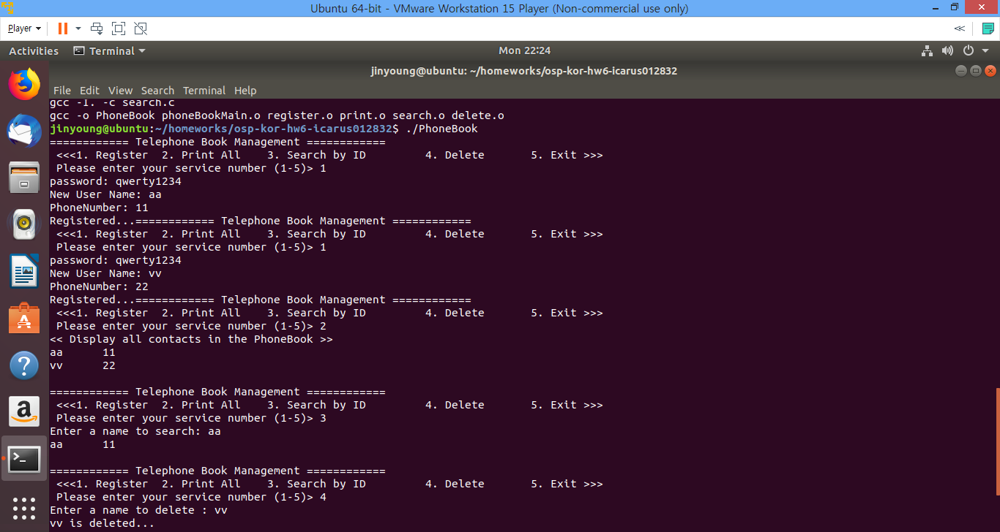 Ubuntu 64-bit - VMware Workstation 15 Player (Non-commercial use only)
Player
Activities Terminal Mon 22:24
jinyoung@ubuntu: ~/homeworks/osp-kor-hw6-icarus012832
File Edit View Search Terminal Help
gcc -I. -c search.c
gcc -o PhoneBook phoneBookMain.o register.o print.o search.o delete.o
jinyoung@ubuntu:~/homeworks/osp-kor-hw6-icarus012832$ ./PhoneBook
============ Telephone Book Management ============
<<<1. Register 2. Print All 3. Search by ID 4. Delete 5. Exit >>>
Please enter your service number (1-5)> 1
password: qwerty1234
New User Name: aa
PhoneNumber: 11
Registered...============ Telephone Book Management ============
<<<1. Register 2. Print All 3. Search by ID 4. Delete 5. Exit >>>
Please enter your service number (1-5)> 1
password: qwerty1234
New User Name: vv
PhoneNumber: 22
Registered...============ Telephone Book Management ============
<<<1. Register 2. Print All 3. Search by ID 4. Delete 5. Exit >>>
Please enter your service number (1-5)> 2
<< Display all contacts in the PhoneBook >>
aa 11
vv 22
============ Telephone Book Management ============
<<<1. Register 2. Print All 3. Search by ID 4. Delete 5. Exit >>>
Please enter your service number (1-5)> 3
Enter a name to search: aa
aa 11
============ Telephone Book Management ============
<<<1. Register 2. Print All 3. Search by ID 4. Delete 5. Exit >>>
Please enter your service number (1-5)> 4
Enter a name to delete : vv
vv is deleted...